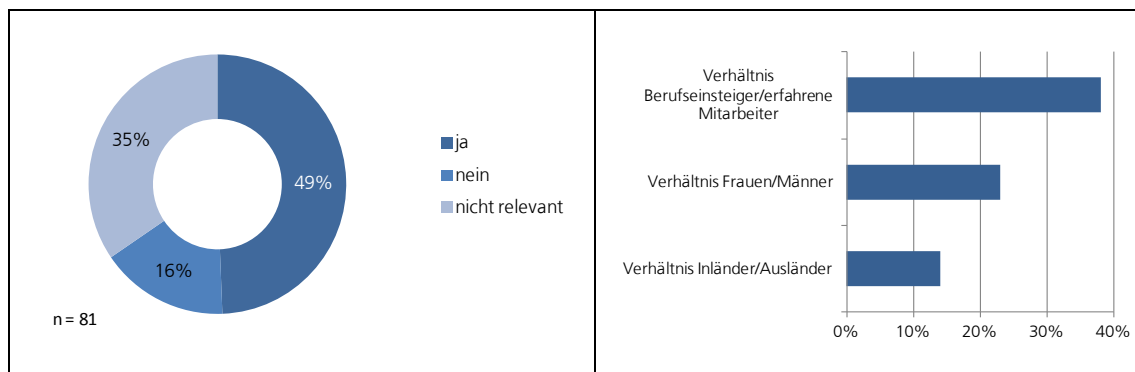 35%
49%
16%
n = 81
ja
nein
nicht relevant
Verhältnis
Berufseinsteiger/erfahrene
Mitarbeiter
Verhältnis Frauen/Männer
Verhältnis Inländer/Ausländer
0% 10% 20% 30% 40%